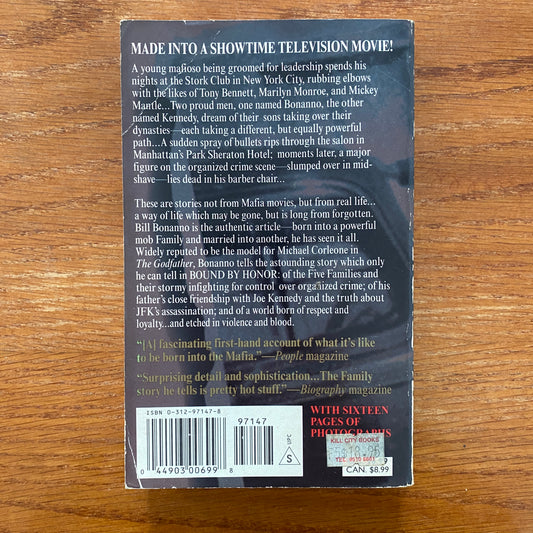 MADE INTO A SHOWTIME TELEVISION MOVIE!
A young mafioso being groomed for leadership spends his
nights at the Stork Club in New York City, rubbing elbows
with the likes of Tony Bennett, Marilyn Monroe, and Mickey
Mantle...Two proud men, one named Bonanno, the other
named Kennedy, dream of their sons taking over their
dynasties—each taking a different, but equally powerful
path...A sudden spray of bullets rips through the salon in
Manhattan's Park Sheraton Hotel; moments later, a major
figure on the organized crime scene—slumped over in mid-
shave—lies dead in his barber chair...
These are stories not from Mafia movies, but from real life...
a way of life which may be gone, but is long from forgotten.
Bill Bonanno is the authentic article—born into a powerful
mob Family and married into another, he has seen it all.
Widely reputed to be the model for Michael Corleone in
The Godfather, Bonanno tells the astounding story which only
he can tell in BOUND BY HONOR: of the Five Families and
their stormy infighting for control over organized crime; of
his father's close friendship with Joe Kennedy and the truth about
JFK's assassination; and of a world born of respect and
loyalty...and etched in violence and blood.
"[A] fascinating first-hand account of what it's like
to be born into the Mafia."—People magazine
"Surprising detail and sophistication...The Family
story he tells is pretty hot stuff."—Biography magazine
ISBN 0-312-97147-8
97147
0 44903 00699 8
UPC
S
WITH SIXTEEN
PAGES OF
PHOTOGRAPHS
KILL CITY BOOKS
CAN. $8.99